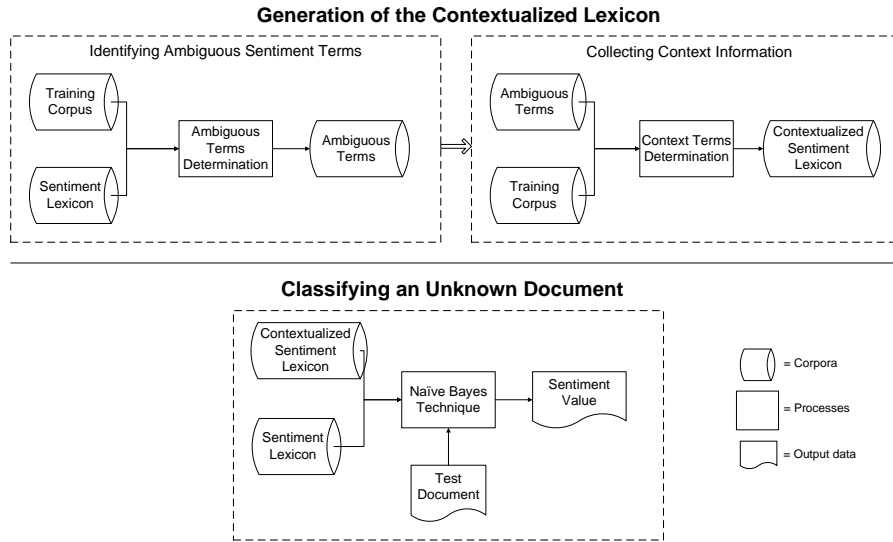 Generation of the Contextualized Lexicon
Identifying Ambiguous Sentiment Terms
Training
Corpus
Sentiment
Lexicon
Ambiguous
Terms
Determination
Ambiguous
Terms
Collecting Context Information
Ambiguous
Terms
Training
Corpus
Context Terms
Determination
Contextualized
Sentiment
Lexicon
Classifying an Unknown Document
Contextualized
Sentiment
Lexicon
Sentiment
Lexicon
Naïve Bayes
Technique
Sentiment
Value
Test
Document
= Corpora
= Processes
= Output data